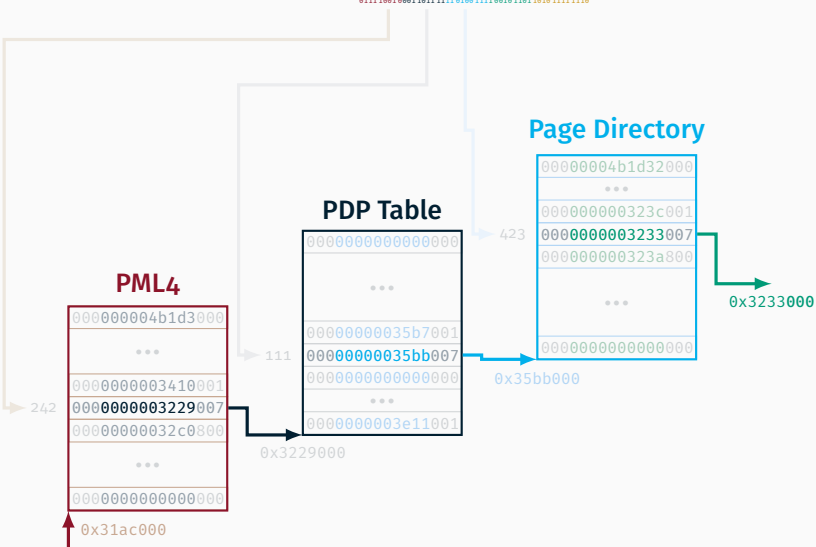 Page Directory
00000004b1d32000
•••
000000000323c001
423
0000000003233007
000000000323a800
•••
0x3233000
0000000000000000
0x35bb000
PDP Table
0000000000000000
•••
00000000035b7001
111
00000000035bb007
0000000000000000
•••
0000000003e11001
0x3229000
PML4
000000004b1d3000
•••
0000000003410001
242
0000000003229007
00000000032c0800
•••
0000000000000000
0x31ac000